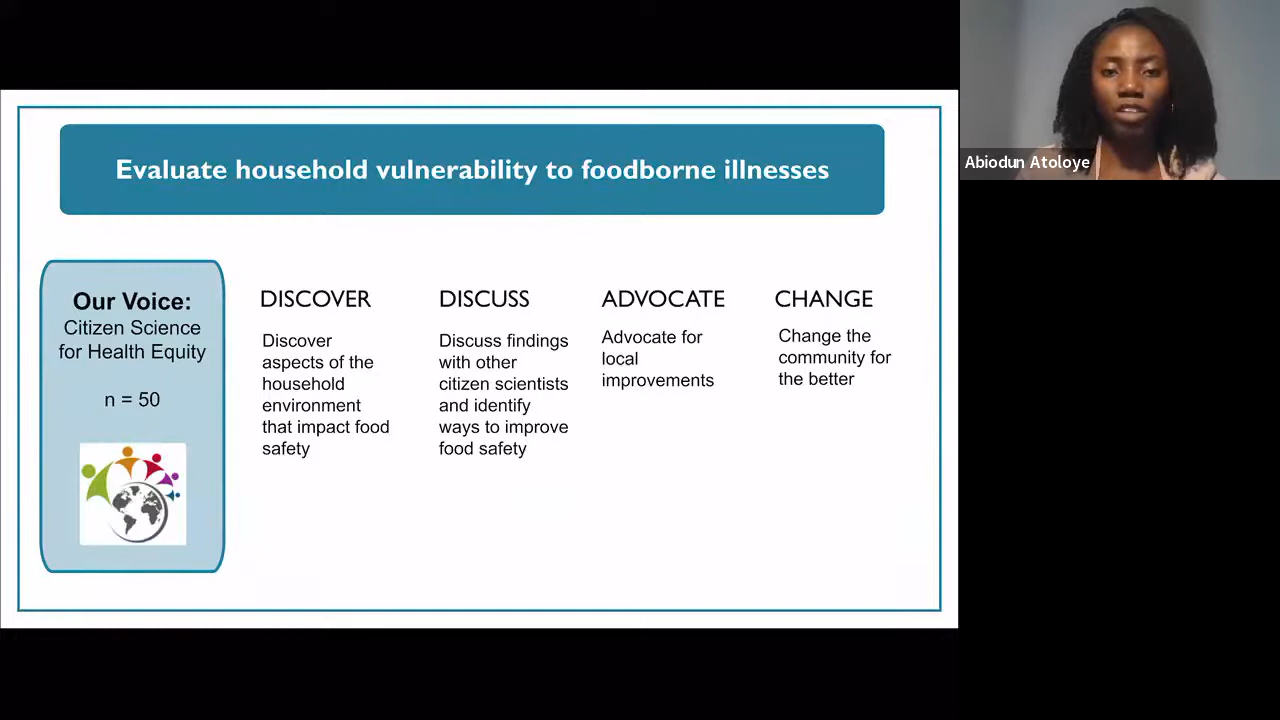 Evaluate household vulnerability to foodborne illnesses
Abiodun Atoloye
Our Voice:
Citizen Science
for Health Equity
n = 50
DISCOVER
Discover
aspects of the
household
environment
that impact food
safety
DISCUSS
Discuss findings
with other
citizen scientists
and identify
ways to improve
food safety
ADVOCATE
Advocate for
local
improvements
CHANGE
Change the
community for
the better